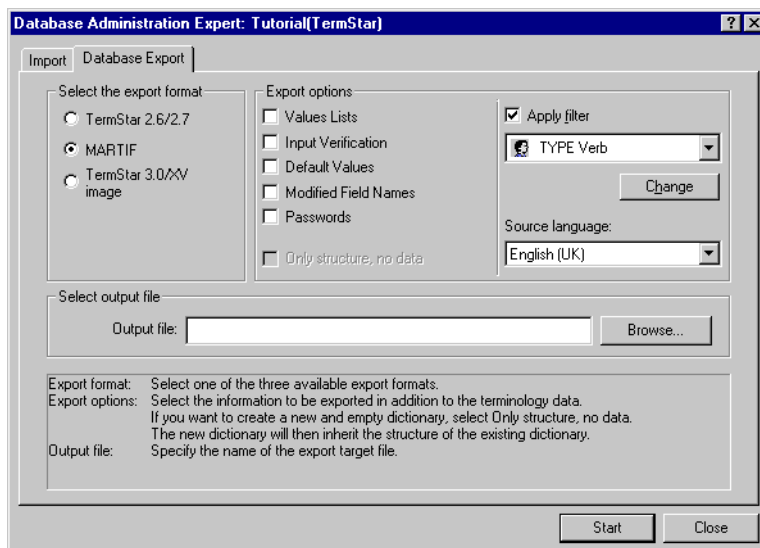 Database Administration Expert: Tutorial(TermStar)
Import
Database Export
Select the export format
TermStar 2.6/2.7
MARTIF
TermStar 3.0/XV
image
Export options
Values Lists
Input Verification
Default Values
Modified Field Names
Passwords
Only structure, no data
Apply filter
TYPE Verb
Change
Source language:
English (UK)
Select output file
Output file:
Browse...
Export format: Select one of the three available export formats.
Export options: Select the information to be exported in addition to the terminology data.
If you want to create a new and empty dictionary, select Only structure, no data.
The new dictionary will then inherit the structure of the existing dictionary.
Output file: Specify the name of the export target file.
Start
Close